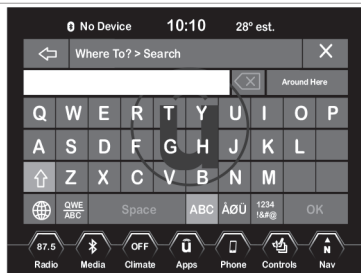 No Device 10:10 28° est.
Where To? > Search X
Around Here
Q W E R T Y U I O P
A S D F G H J K L
Z X C V B N M
QWE ABC Space ABC ÀØÜ 1234 !&#@ OK
87.5 OFF ū N
Radio Media Climate Apps Phone Controls Nav